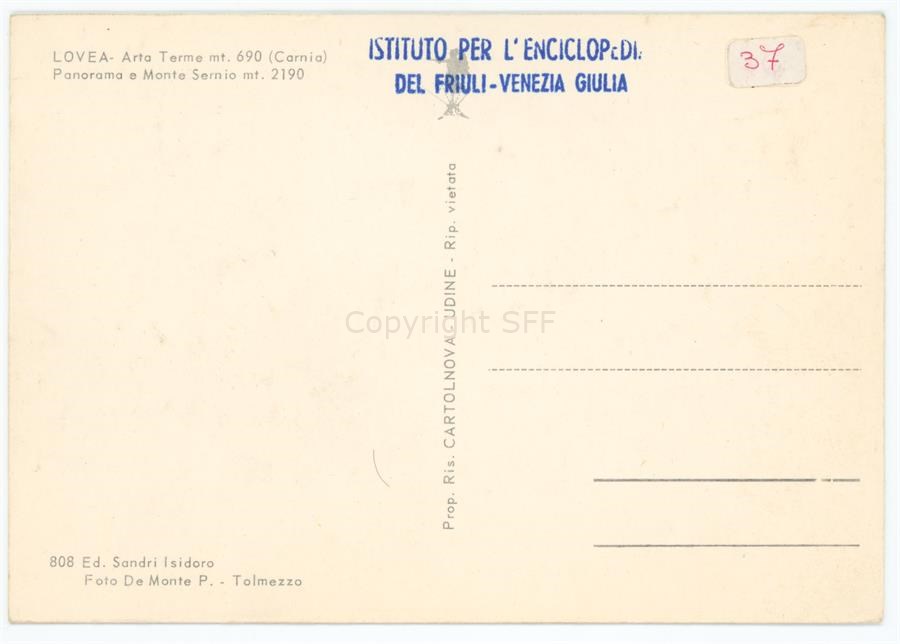 LOVEA- Arta Terme mt. 690 (Carnia)
Panorama e Monte Sernio mt. 2190
ISTITUTO PER L'ENCICLOPEDI
DEL FRIULI-VENEZIA GIULIA
37
Prop. Ris. CARTOLNOVA. UDINE - Rip. vietata
Copyright SFF
808 Ed. Sandri Isidoro
Foto De Monte P. - Tolmezzo